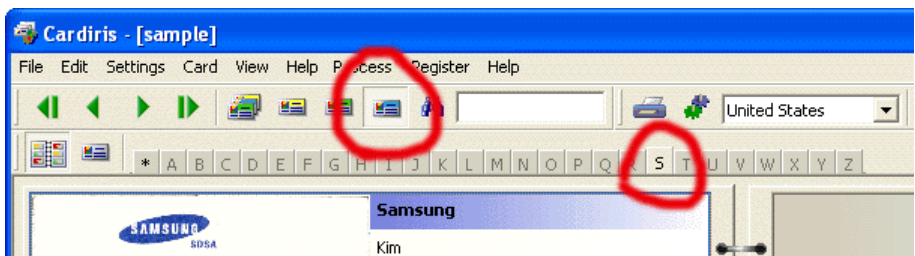 Cardiris - [sample]
File Edit Settings Card View Help Process Register Help
United States
* A B C D E F G H I J K L M N O P Q R S T U V W X Y Z
SAMSUNG
SDSA
Samsung
Kim